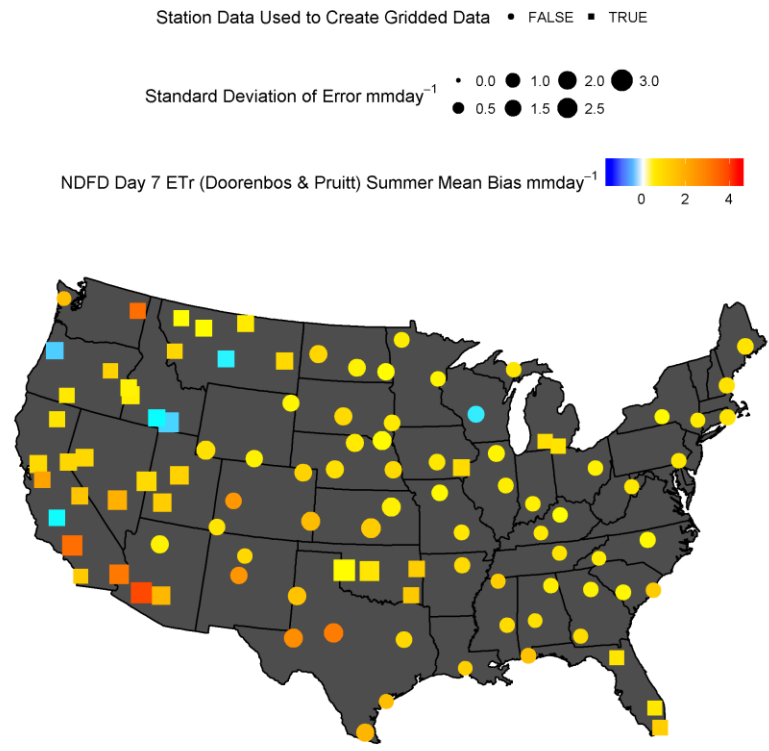 Station Data Used to Create Gridded Data FALSE TRUE
Standard Deviation of Error mmday⁻¹ 0.0 1.0 2.0 3.0
0.5 1.5 2.5
NDFD Day 7 ETr (Doorenbos & Pruitt) Summer Mean Bias mmday⁻¹
0 2 4